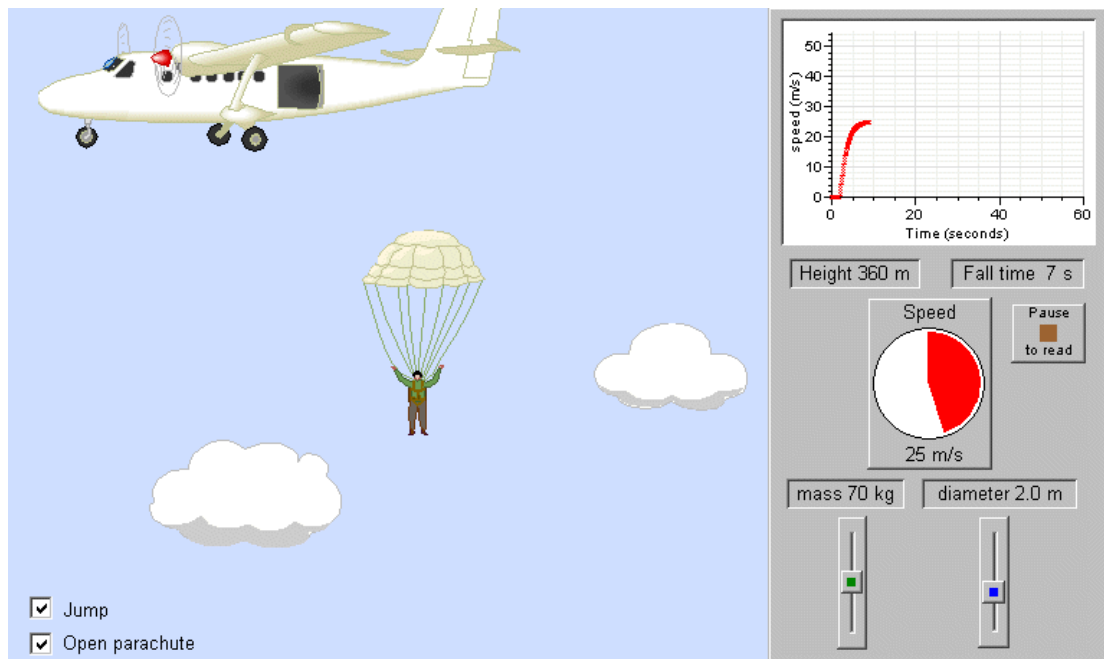 50
40
30
20
10
0
speed (m/s)
0 20 40 60
Time (seconds)
Height 360 m
Fall time 7 s
Speed
25 m/s
Pause
to read
mass 70 kg
diameter 2.0 m
Jump
Open parachute